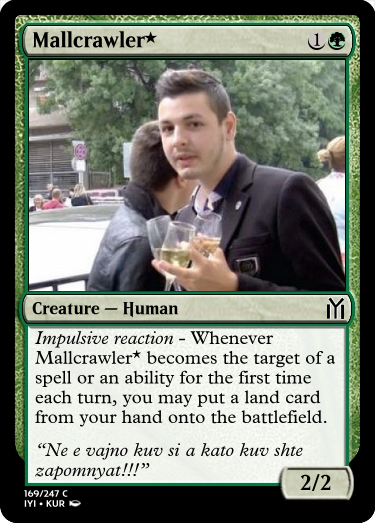 Mallcrawler★ 1
Creature — Human
Impulsive reaction - Whenever
Mallcrawler★ becomes the target of a
spell or an ability for the first time
each turn, you may put a land card
from your hand onto the battlefield.
“Ne e vajno kuv si a kato kuv shte
zapomnyat!!!”
2/2
169/247 C
IYI • KUR